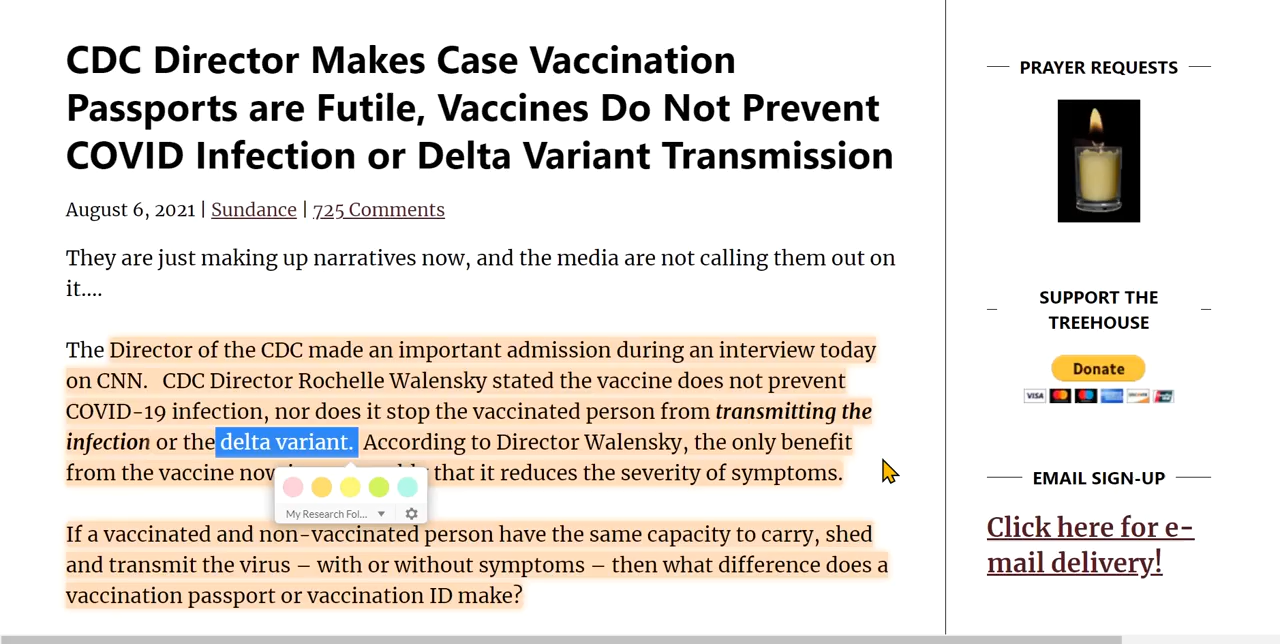 CDC Director Makes Case Vaccination
Passports are Futile, Vaccines Do Not Prevent
COVID Infection or Delta Variant Transmission
August 6, 2021 | Sundance | 725 Comments
They are just making up narratives now, and the media are not calling them out on
it....
The Director of the CDC made an important admission during an interview today
on CNN. CDC Director Rochelle Walensky stated the vaccine does not prevent
COVID-19 infection, nor does it stop the vaccinated person from transmitting the
infection or the delta variant. According to Director Walensky, the only benefit
from the vaccine now that it reduces the severity of symptoms.
My Research Fol...
If a vaccinated and non-vaccinated person have the same capacity to carry, shed
and transmit the virus – with or without symptoms – then what difference does a
vaccination passport or vaccination ID make?
PRAYER REQUESTS
SUPPORT THE
TREEHOUSE
Donate
VISA
EMAIL SIGN-UP
Click here for e-
mail delivery!